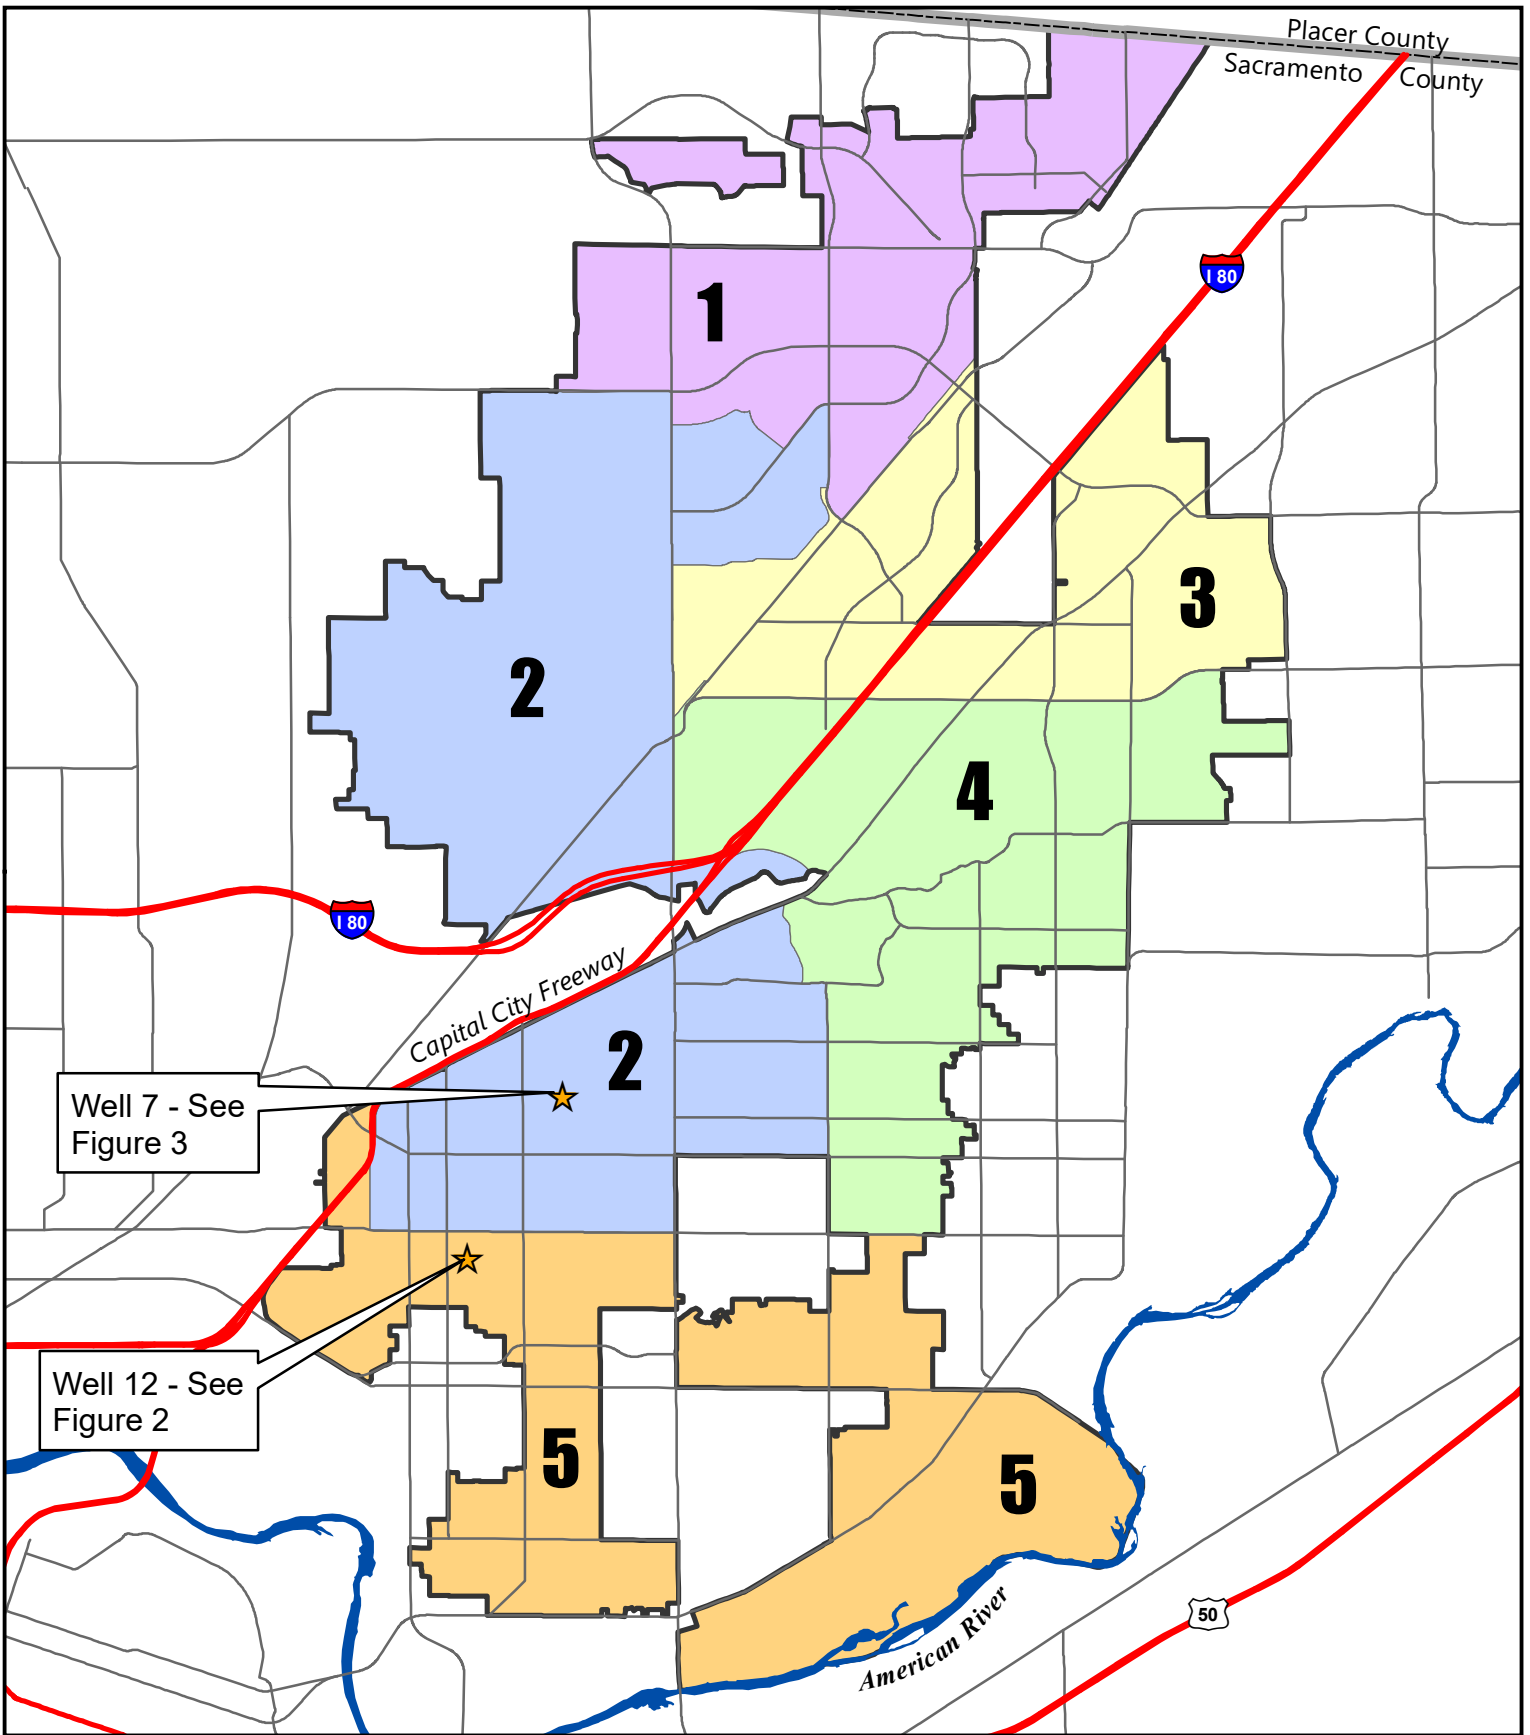 Placer County
Sacramento County
I 80
1
3
2
4
I 80
Capital City Freeway
2
Well 7 - See
Figure 3
Well 12 - See
Figure 2
5
5
American River
50